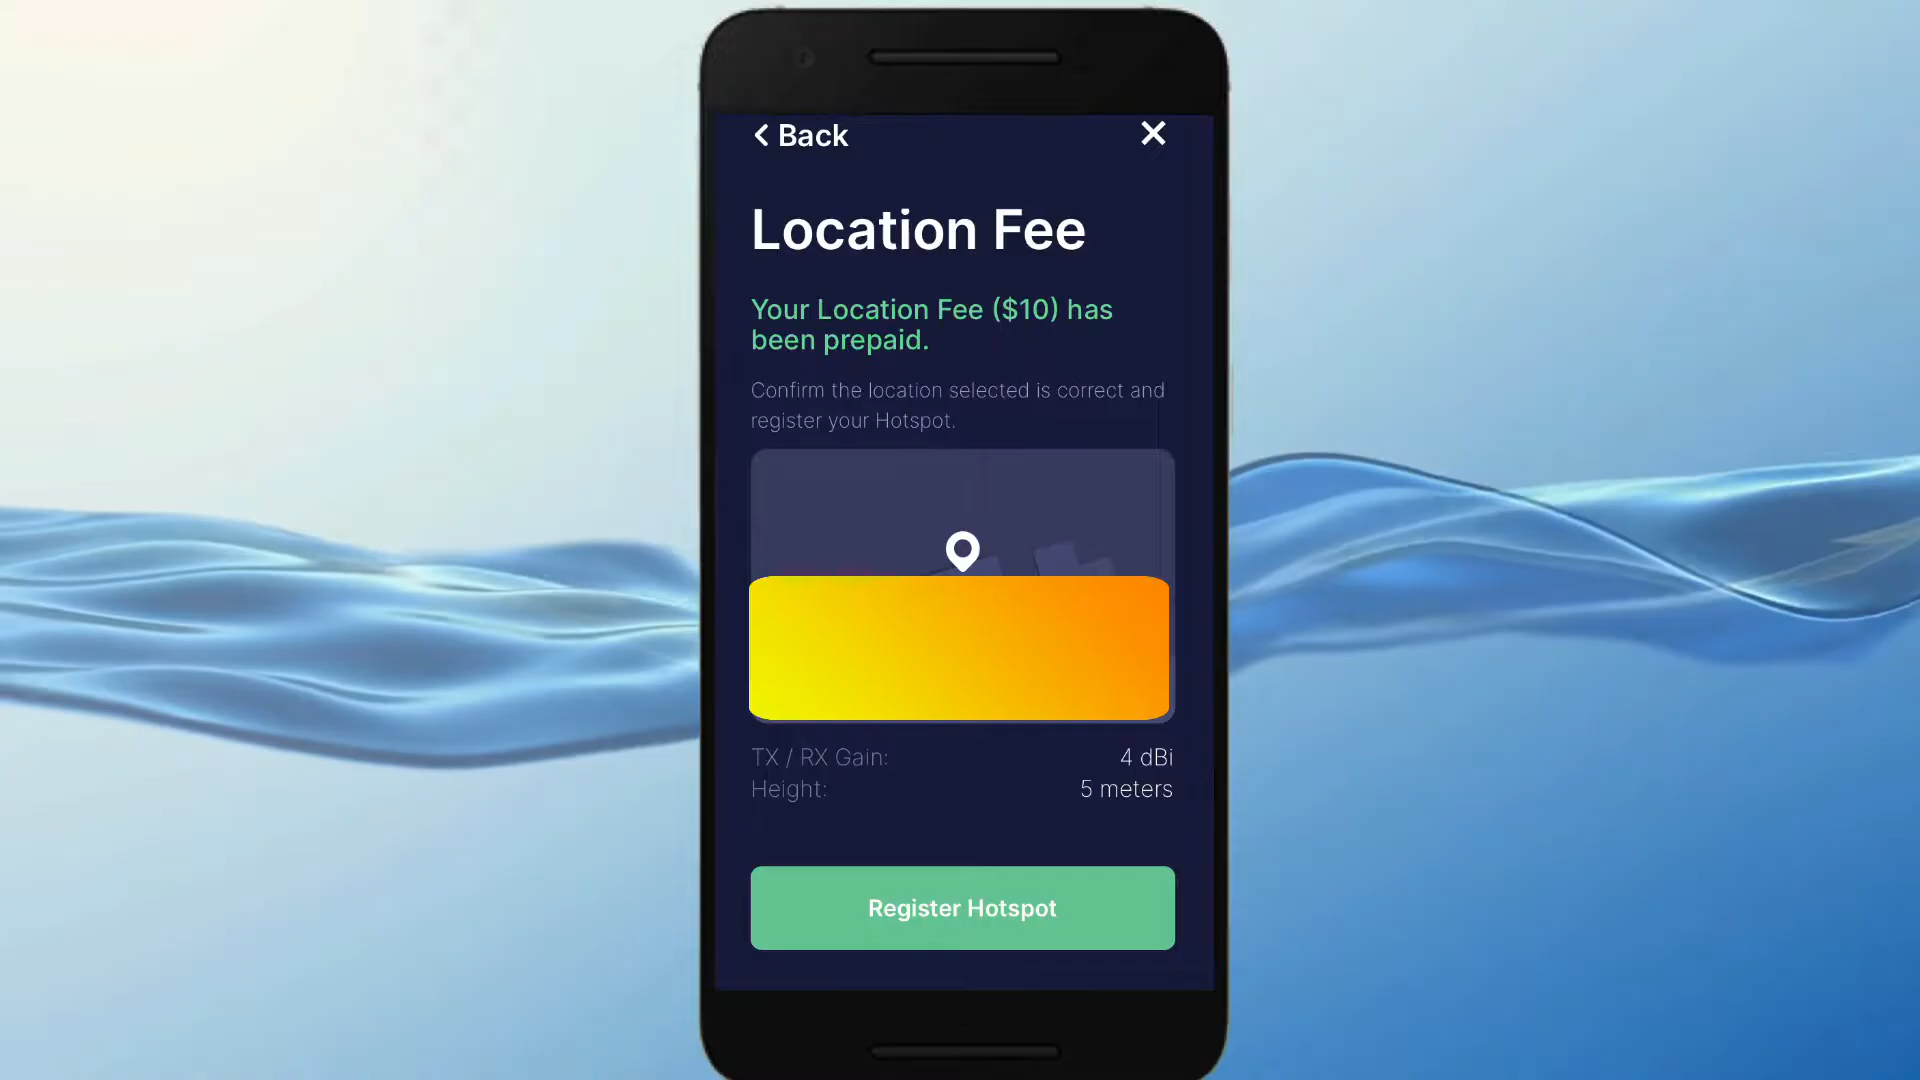 Back
Location Fee
Your Location Fee ($10) has
been prepaid.
Confirm the location selected is correct and
register your Hotspot.
TX / RX Gain: 4 dBi
Height: 5 meters
Register Hotspot